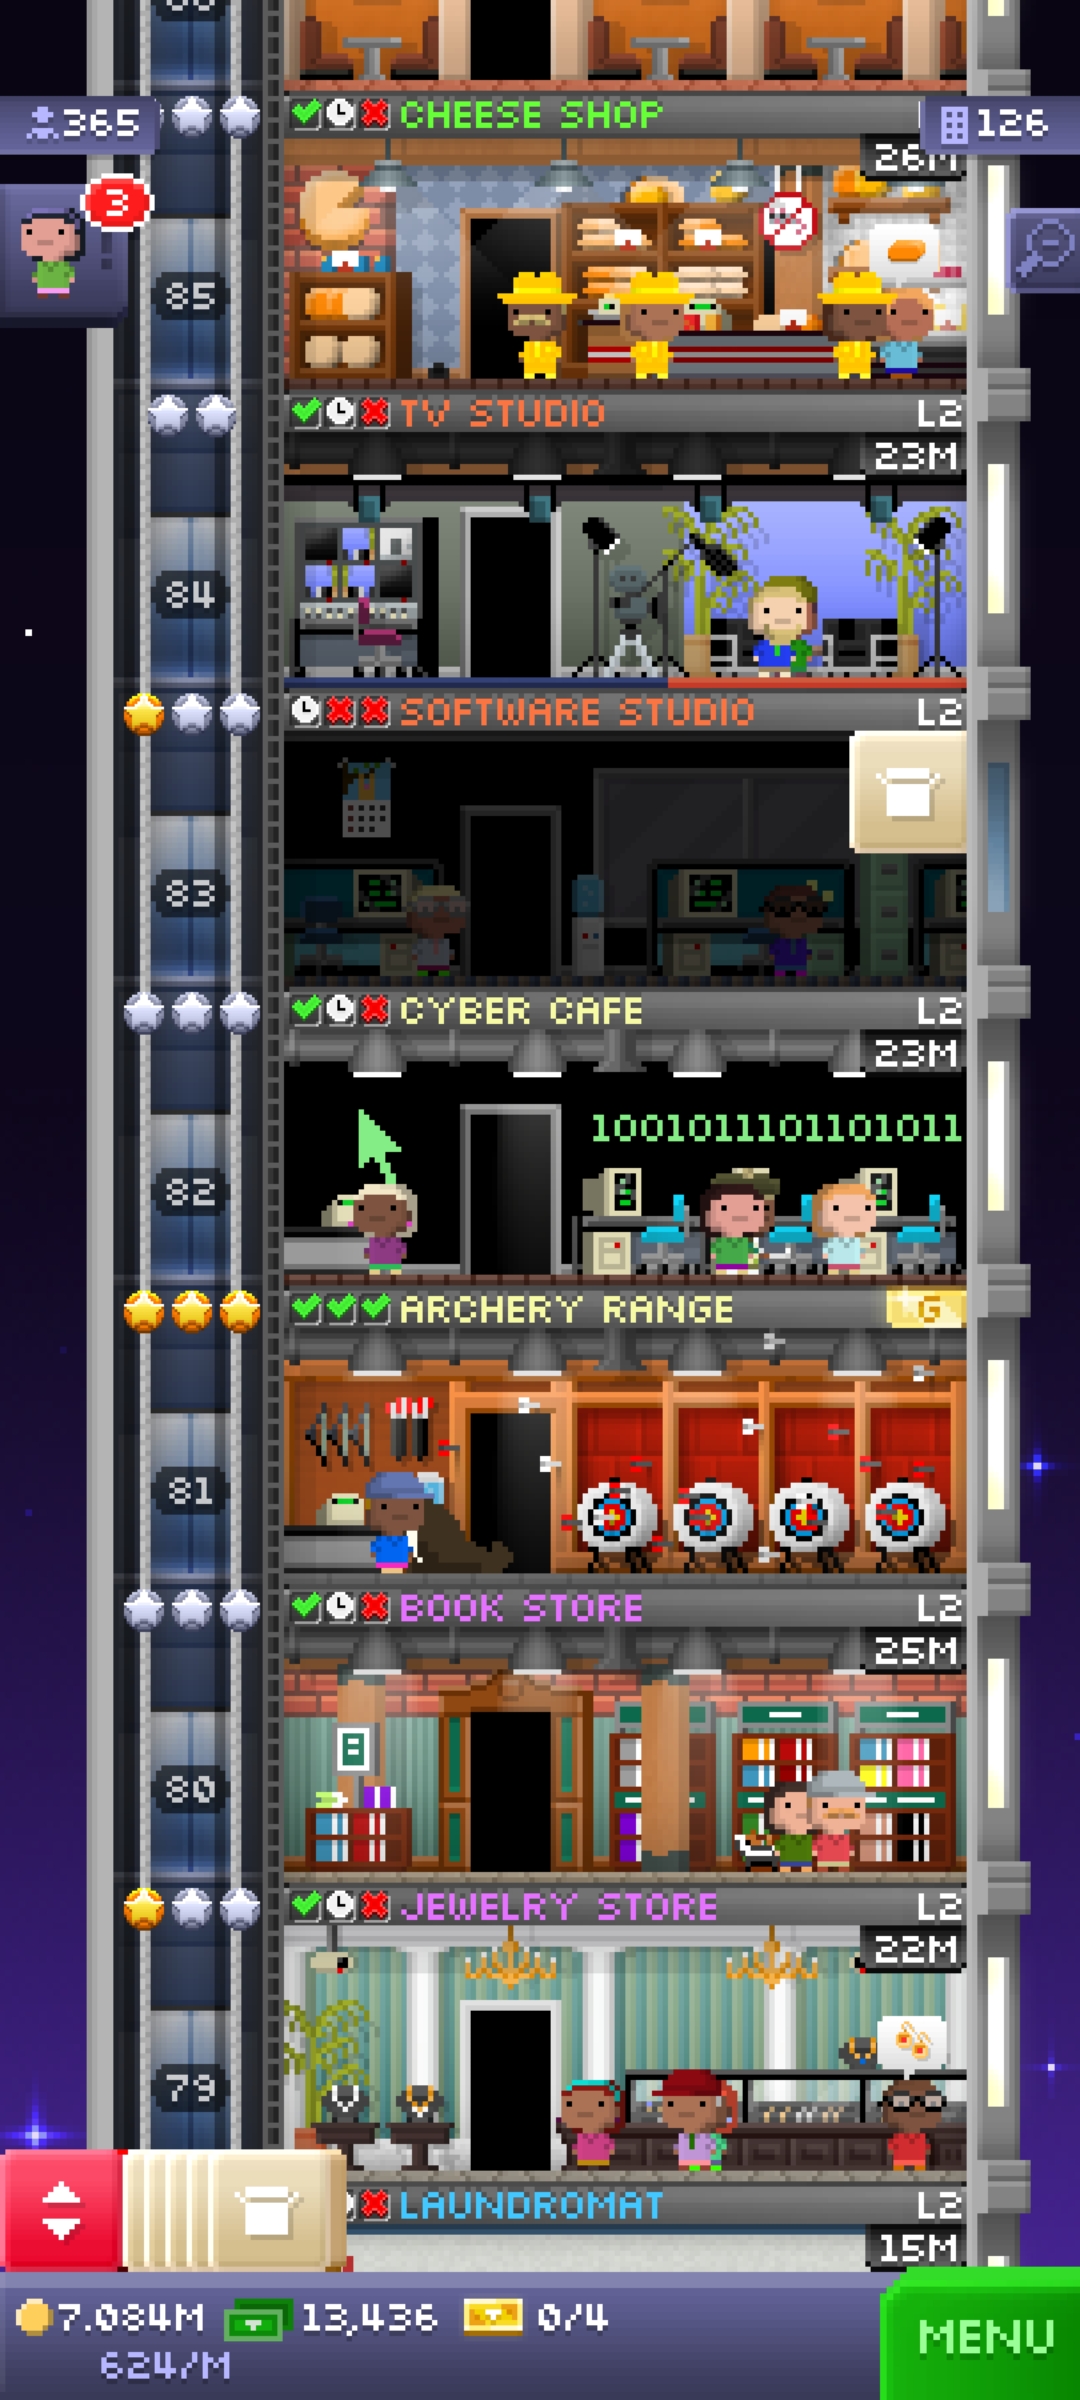 CHEESE SHOP
365
126
26M
3
85
TV STUDIO L2
23M
84
SOFTWARE STUDIO L2
83
CYBER CAFE L2
23M
1001011101101011
82
ARCHERY RANGE G
81
BOOK STORE L2
25M
80
JEWELRY STORE L2
22M
79
LAUNDROMAT L2
15M
7.084M 13,436 0/4
624/M
MENU